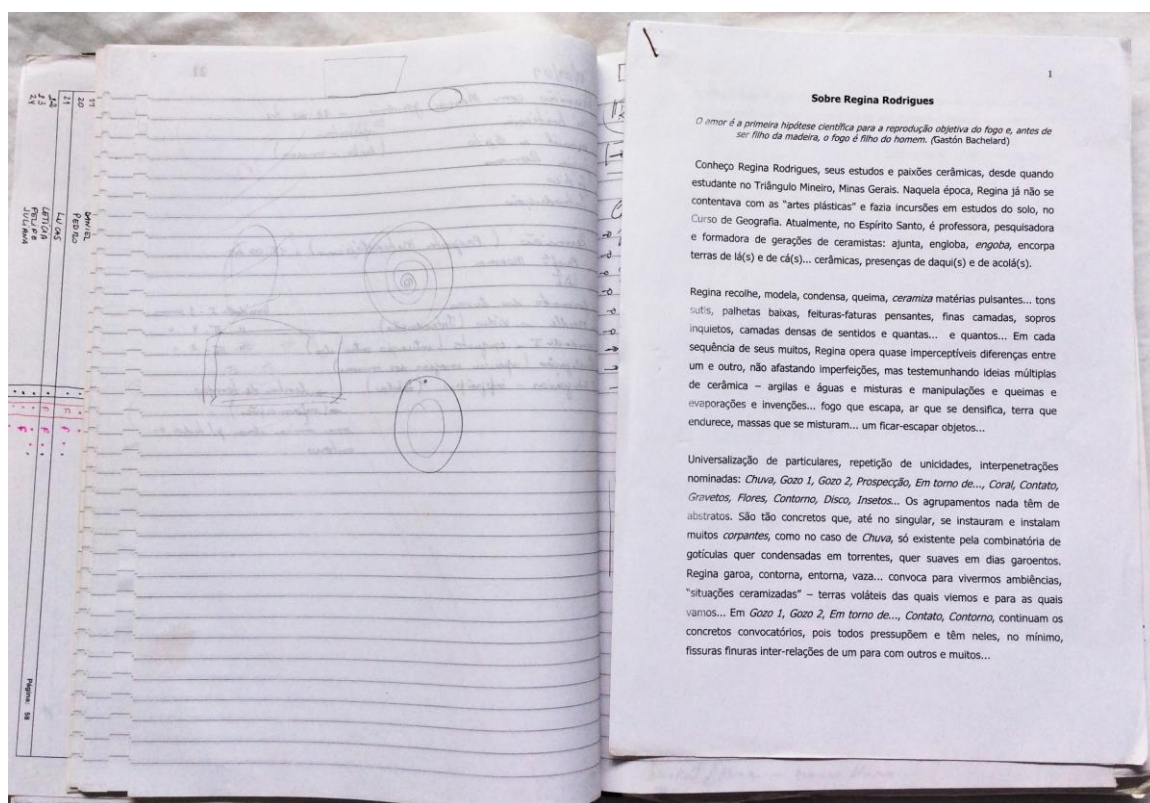 19
20
21
22
23
24
DANIEL
PEDRO
LUCAS
LETICIA
FELIPE
JULIANA
Página: 58
1
Sobre Regina Rodrigues
O amor é a primeira hipótese científica para a reprodução objetiva do fogo e, antes de
ser filho da madeira, o fogo é filho do homem. (Gastón Bachelard)
Conheço Regina Rodrigues, seus estudos e paixões cerâmicas, desde quando
estudante no Triângulo Mineiro, Minas Gerais. Naquela época, Regina já não se
contentava com as “artes plásticas” e fazia incursões em estudos do solo, no
Curso de Geografia. Atualmente, no Espírito Santo, é professora, pesquisadora
e formadora de gerações de ceramistas: ajunta, engloba, engoba, encorpa
terras de lá(s) e de cá(s)... cerâmicas, presenças de daqui(s) e de acolá(s).
Regina recolhe, modela, condensa, queima, ceramiza matérias pulsantes... tons
sutis, palhetas baixas, feituras-faturas pensantes, finas camadas, sopros
inquietos, camadas densas de sentidos e quantas... e quantos... Em cada
sequência de seus muitos, Regina opera quase imperceptíveis diferenças entre
um e outro, não afastando imperfeições, mas testemunhando ideias múltiplas
de cerâmica – argilas e águas e misturas e manipulações e queimas e
evaporações e invenções... fogo que escapa, ar que se densifica, terra que
endurece, massas que se misturam... um ficar-escapar objetos...
Universalização de particulares, repetição de unicidades, interpenetrações
nominadas: Chuva, Gozo 1, Gozo 2, Prospecção, Em torno de..., Coral, Contato,
Gravetos, Flores, Contorno, Disco, Insetos... Os agrupamentos nada têm de
abstratos. São tão concretos que, até no singular, se instauram e instalam
muitos corpantes, como no caso de Chuva, só existente pela combinatória de
gotículas quer condensadas em torrentes, quer suaves em dias garoentos.
Regina garoa, contorna, entorna, vaza... convoca para vivermos ambiências,
“situações ceramizadas” – terras voláteis das quais viemos e para as quais
vamos... Em Gozo 1, Gozo 2, Em torno de..., Contato, Contorno, continuam os
concretos convocatórios, pois todos pressupõem e têm neles, no mínimo,
fissuras finuras inter-relações de um para com outros e muitos...